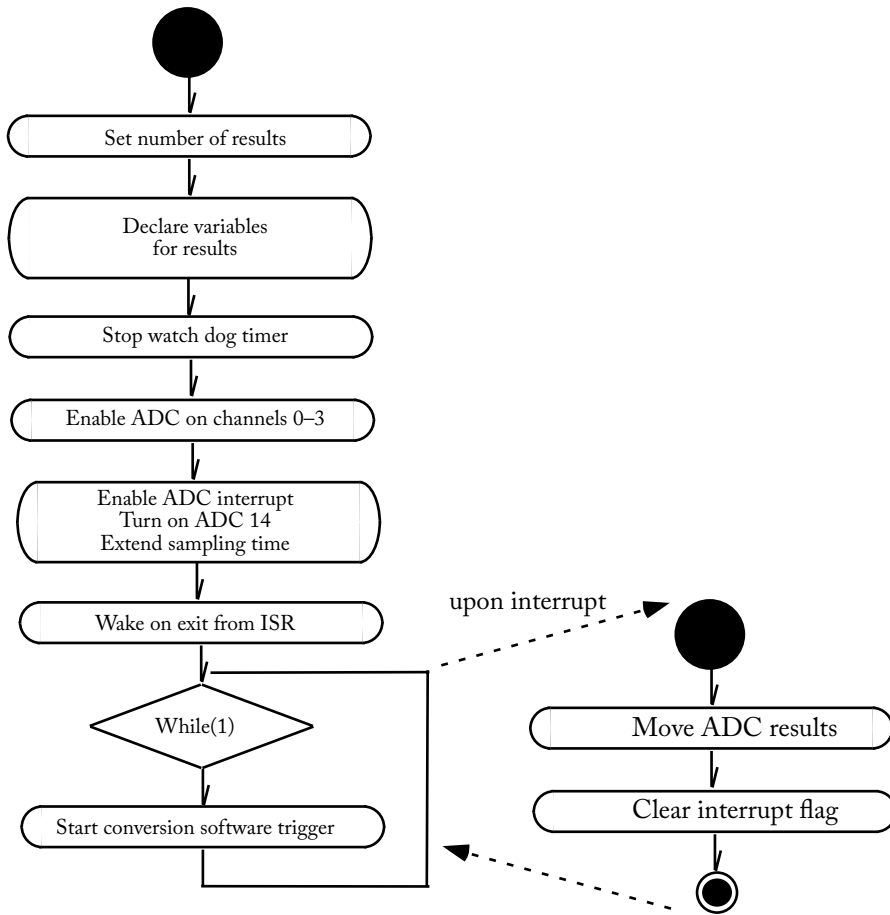 Set number of results
Declare variables
for results
Stop watch dog timer
Enable ADC on channels 0–3
Enable ADC interrupt
Turn on ADC 14
Extend sampling time
Wake on exit from ISR
While(1)
Start conversion software trigger
upon interrupt
Move ADC results
Clear interrupt flag